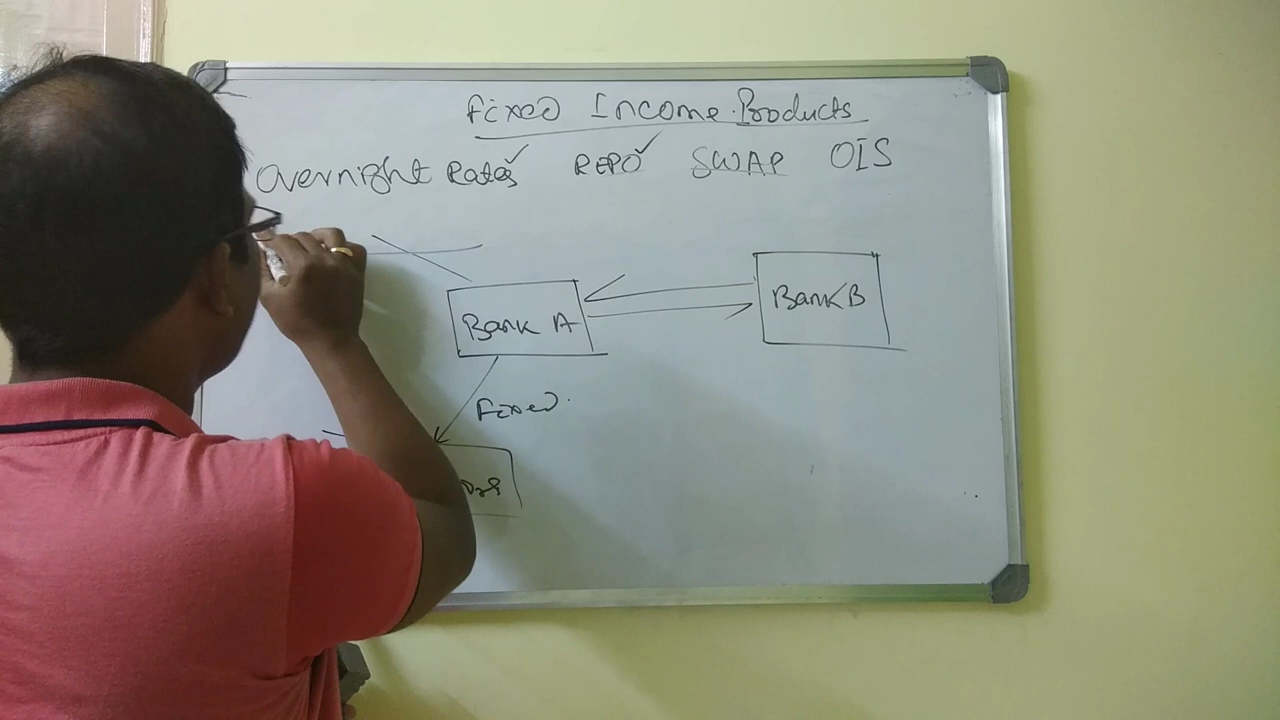 Fixed Income Products
Overnight Rates REPO SWAP OIS
Bank A
Bank B
Fixed